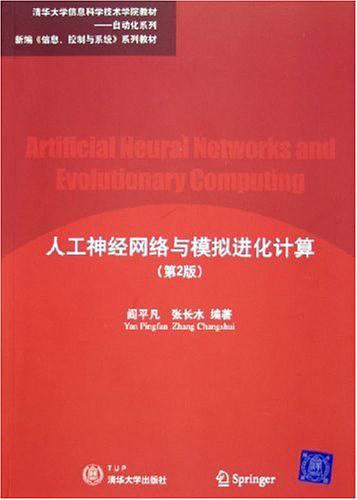 清华大学信息科学技术学院教材
——自动化系列
新编《信息、控制与系统》系列教材
Artificial Neural Networks and
Evolutionary Computing
人工神经网络与模拟进化计算
(第2版)
阎平凡 张长水 编著
Yan Pingfan Zhang Changshui
TUP
清华大学出版社
Springer